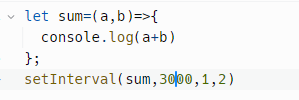 let sum=(a,b)=>{
console.log(a+b)
};
setInterval(sum,3000,1,2)